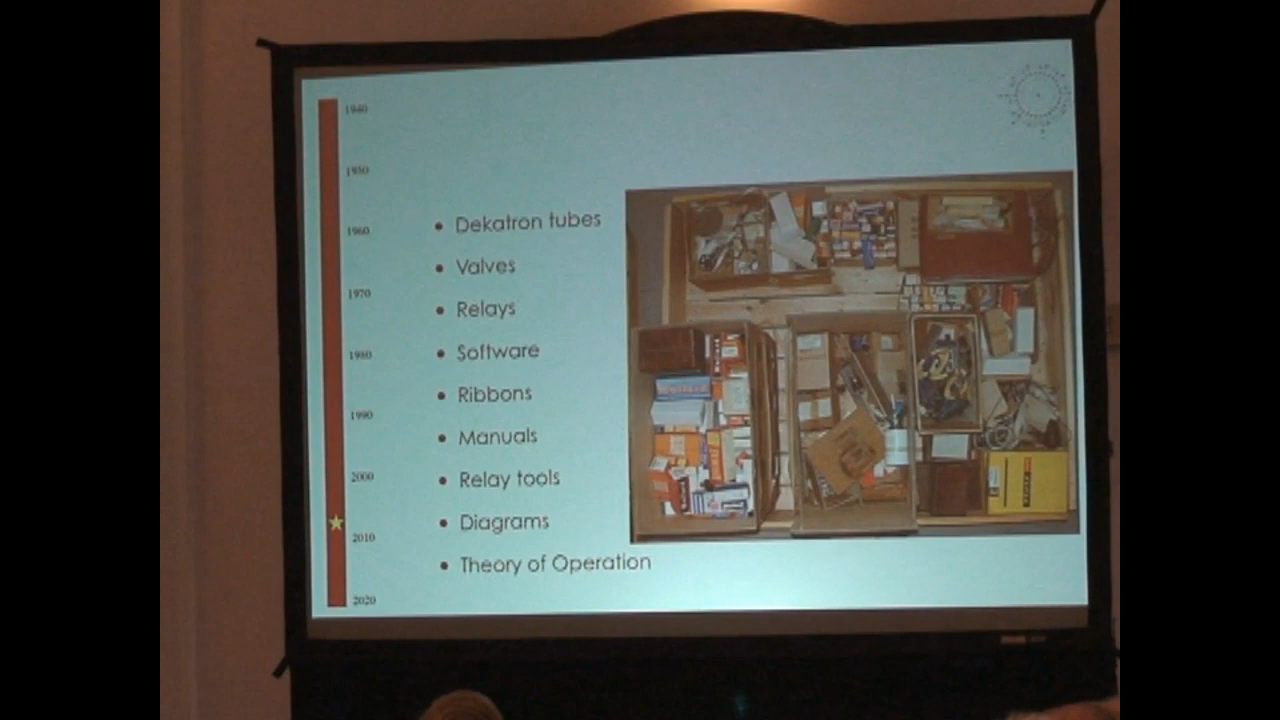 1940
1950
1960
1970
1980
1990
2000
2010
2020
Dekatron tubes
Valves
Relays
Software
Ribbons
Manuals
Relay tools
Diagrams
Theory of Operation